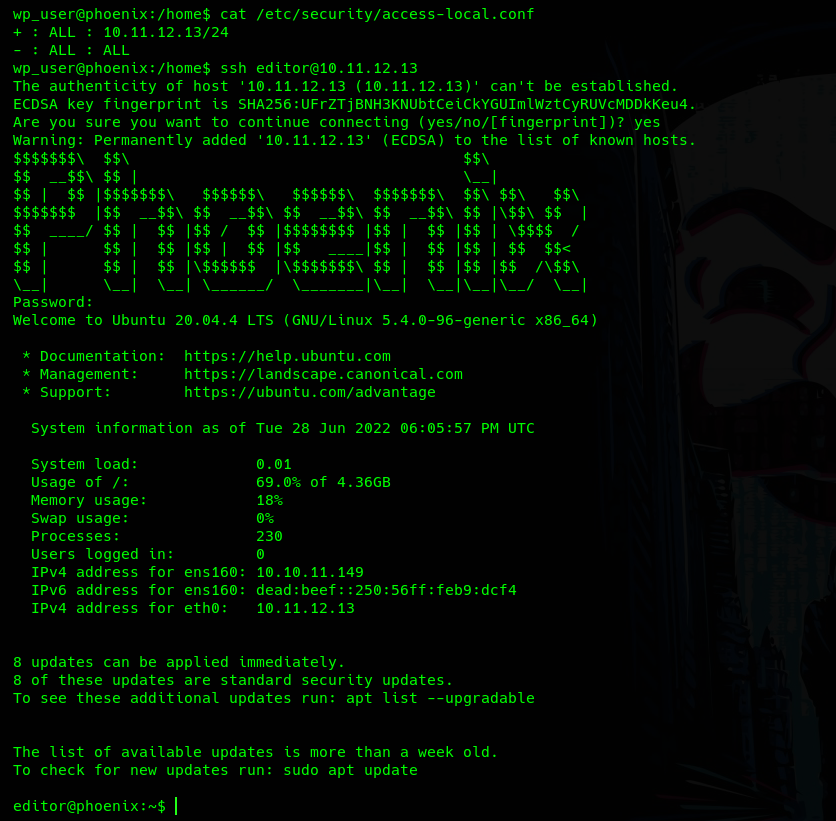 wp_user@phoenix:/home$ cat /etc/security/access-local.conf
+ : ALL : 10.11.12.13/24
- : ALL : ALL
wp_user@phoenix:/home$ ssh editor@10.11.12.13
The authenticity of host '10.11.12.13 (10.11.12.13)' can't be established.
ECDSA key fingerprint is SHA256:UFrZTjBNH3KNUbtCeiCkYGUImlWztCyRUVcMDDkKeu4.
Are you sure you want to continue connecting (yes/no/[fingerprint])? yes
Warning: Permanently added '10.11.12.13' (ECDSA) to the list of known hosts.
$$$$$$$\  $$\                                     $$\
$$  __$$\ $$ |                                    \__|
$$ |  $$ |$$$$$$$\   $$$$$$\   $$$$$$\  $$$$$$$\  $$\ $$\   $$\
$$$$$$$  |$$  __$$\ $$  __$$\ $$  __$$\ $$  __$$\ $$ |\$$\ $$  |
$$  ____/ $$ |  $$ |$$ /  $$ |$$$$$$$$ |$$ |  $$ |$$ | \$$$$  /
$$ |      $$ |  $$ |$$ |  $$ |$$   ____|$$ |  $$ |$$ | $$  $$<
$$ |      $$ |  $$ |\$$$$$$  |\$$$$$$$\ $$ |  $$ |$$ |$$  /\$$\
\__|      \__|  \__| \______/  \_______|\__|  \__|\__|\__/  \__|
Password:
Welcome to Ubuntu 20.04.4 LTS (GNU/Linux 5.4.0-96-generic x86_64)
 * Documentation:  https://help.ubuntu.com
 * Management:     https://landscape.canonical.com
 * Support:        https://ubuntu.com/advantage
  System information as of Tue 28 Jun 2022 06:05:57 PM UTC
  System load:             0.01
  Usage of /:              69.0% of 4.36GB
  Memory usage:            18%
  Swap usage:              0%
  Processes:               230
  Users logged in:         0
  IPv4 address for ens160: 10.10.11.149
  IPv6 address for ens160: dead:beef::250:56ff:feb9:dcf4
  IPv4 address for eth0:   10.11.12.13
8 updates can be applied immediately.
8 of these updates are standard security updates.
To see these additional updates run: apt list --upgradable
The list of available updates is more than a week old.
To check for new updates run: sudo apt update
editor@phoenix:~$